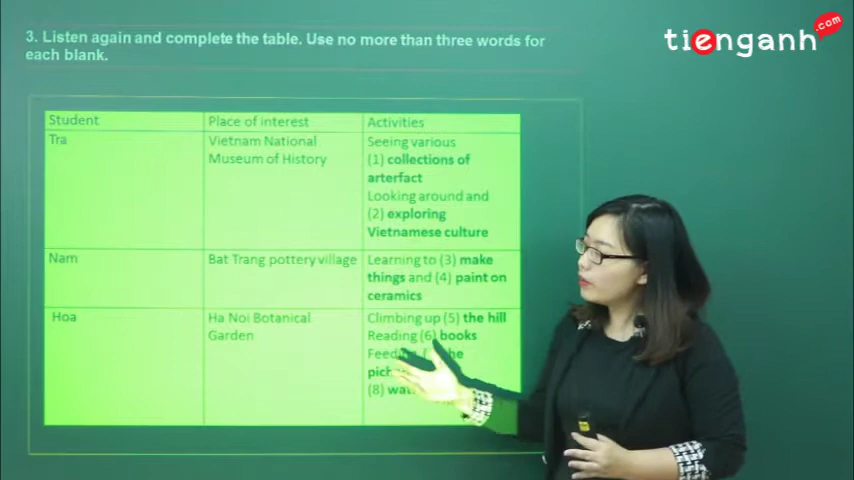 3. Listen again and complete the table. Use no more than three words for
each blank.
tienganh.com
Student Place of interest Activities
Tra Vietnam National Seeing various
Museum of History (1) collections of
arterfact
Looking around and
(2) exploring
Vietnamese culture
Nam Bat Trang pottery village Learning to (3) make
things and (4) paint on
ceramics
Hoa Ha Noi Botanical Climbing up (5) the hill
Garden Reading (6) books
(8)